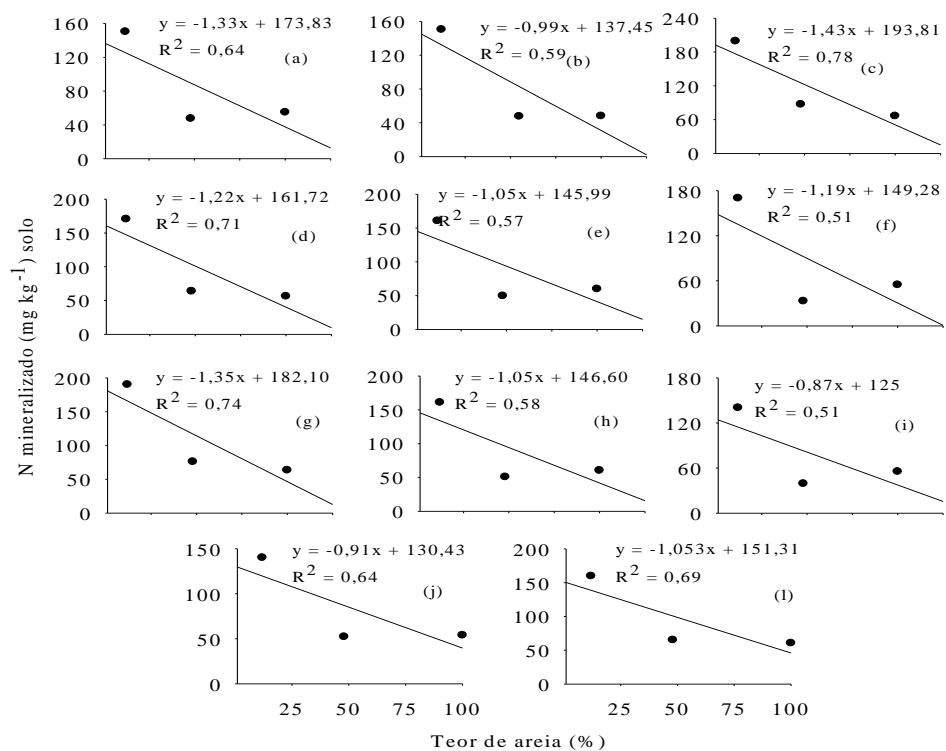 160
120
80
40
0
y = -1,33x + 173,83
R2 = 0,64
(a)
160
120
80
40
0
y = -0,99x + 137,45
R2 = 0,59
(b)
240
180
120
60
0
y = -1,43x + 193,81
R2 = 0,78
(c)
N mineralizado (mg kg-1) solo
200
150
100
50
0
y = -1,22x + 161,72
R2 = 0,71
(d)
200
150
100
50
0
y = -1,05x + 145,99
R2 = 0,57
(e)
180
120
60
0
y = -1,19x + 149,28
R2 = 0,51
(f)
200
150
100
50
0
y = -1,35x + 182,10
R2 = 0,74
(g)
200
150
100
50
0
y = -1,05x + 146,60
R2 = 0,58
(h)
180
120
60
0
y = -0,87x + 125
R2 = 0,51
(i)
150
100
50
0
y = -0,91x + 130,43
R2 = 0,64
(j)
25 50 75 100
200
150
100
50
0
y = -1,053x + 151,31
R2 = 0,69
(l)
25 50 75 100
Teor de areia (%)